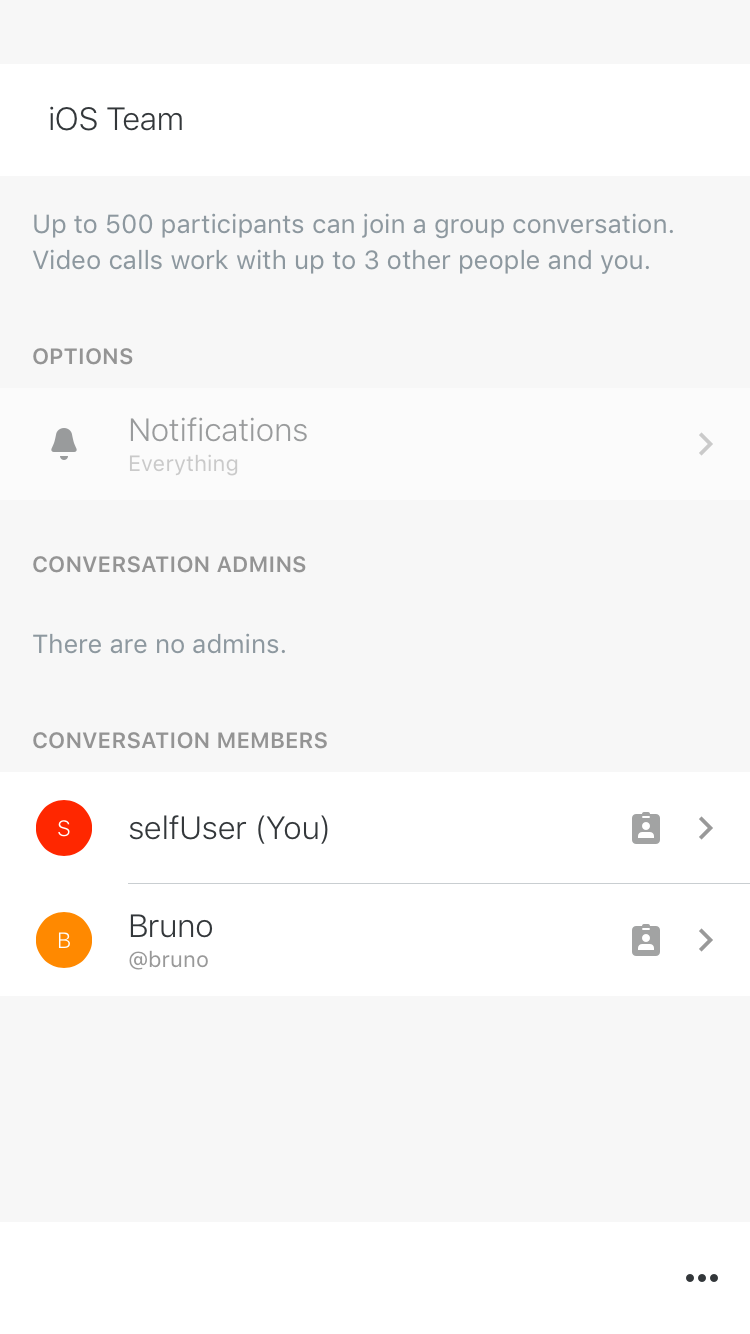 iOS Team
Up to 500 participants can join a group conversation.
Video calls work with up to 3 other people and you.
OPTIONS
Notifications
Everything
CONVERSATION ADMINS
There are no admins.
CONVERSATION MEMBERS
S
selfUser (You)
B
Bruno
@bruno